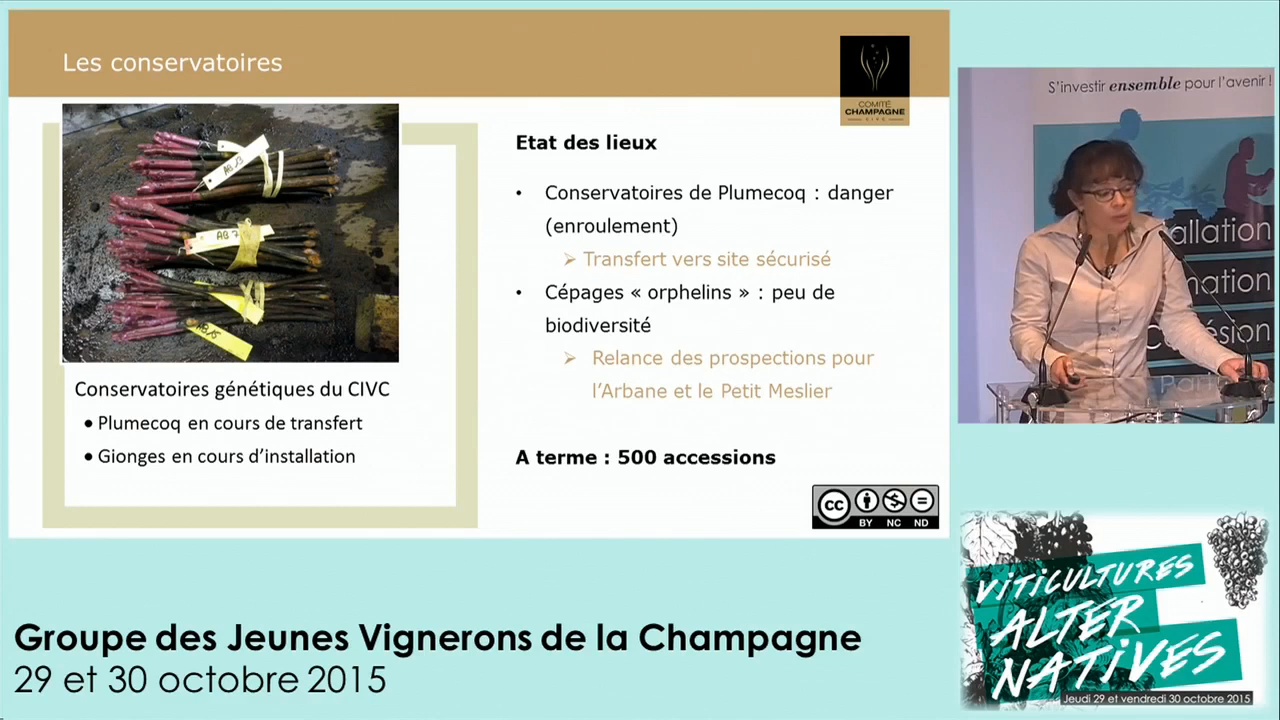 Les conservatoires
COMITÉ
CHAMPAGNE
Etat des lieux
• Conservatoires de Plumecoq : danger
(enroulement)
➢ Transfert vers site sécurisé
• Cépages « orphelins » : peu de
biodiversité
➢ Relance des prospections pour
l'Arbane et le Petit Meslier
A terme : 500 accessions
Conservatoires génétiques du CIVC
• Plumecoq en cours de transfert
• Gionges en cours d'installation
cc
BY NC ND
S'investir ensemble pour l'avenir !
Groupe des Jeunes Vignerons de la Champagne
29 et 30 octobre 2015
VITICULTURES
ALTER
NATIVES
Jeudi 29 et vendredi 30 octobre 2015